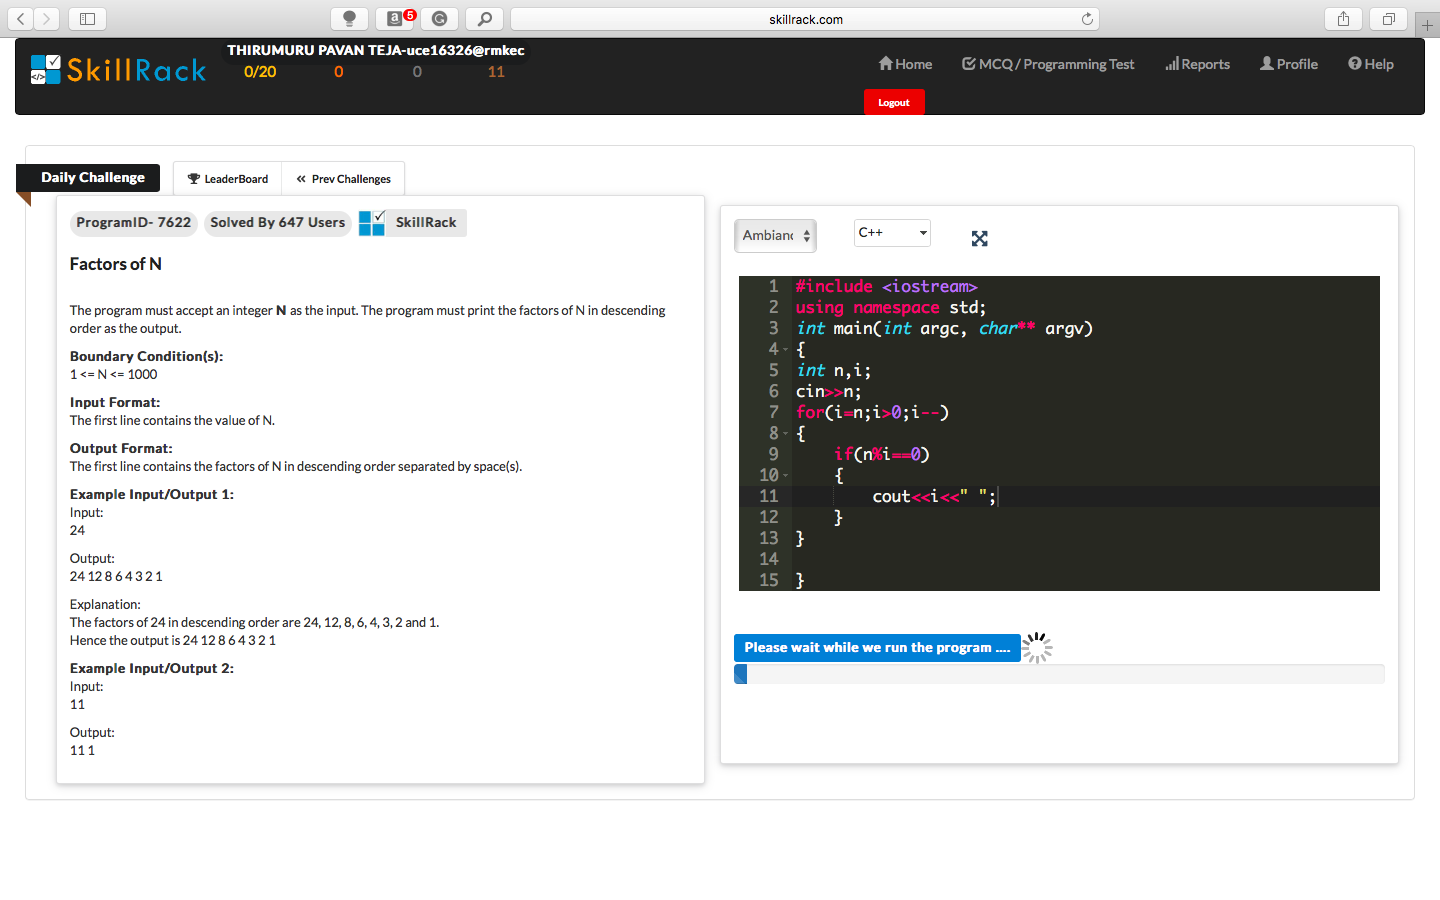 skillrack.com
5
SkillRack
THIRUMURU PAVAN TEJA-uce16326@rmkec
0/20 0 0 11
Home MCQ / Programming Test Reports Profile Help
Logout
Daily Challenge LeaderBoard Prev Challenges
ProgramID- 7622 Solved By 647 Users SkillRack
Factors of N
The program must accept an integer N as the input. The program must print the factors of N in descending
order as the output.
Boundary Condition(s):
1 <= N <= 1000
Input Format:
The first line contains the value of N.
Output Format:
The first line contains the factors of N in descending order separated by space(s).
Example Input/Output 1:
Input:
24
Output:
24 12 8 6 4 3 2 1
Explanation:
The factors of 24 in descending order are 24, 12, 8, 6, 4, 3, 2 and 1.
Hence the output is 24 12 8 6 4 3 2 1
Example Input/Output 2:
Input:
11
Output:
11 1
Ambianc C++
1 #include <iostream>
2 using namespace std;
3 int main(int argc, char** argv)
4 {
5 int n,i;
6 cin>>n;
7 for(i=n;i>0;i--)
8 {
9 if(n%i==0)
10 {
11 cout<<i<<" ";
12 }
13 }
14
15 }
Please wait while we run the program ....